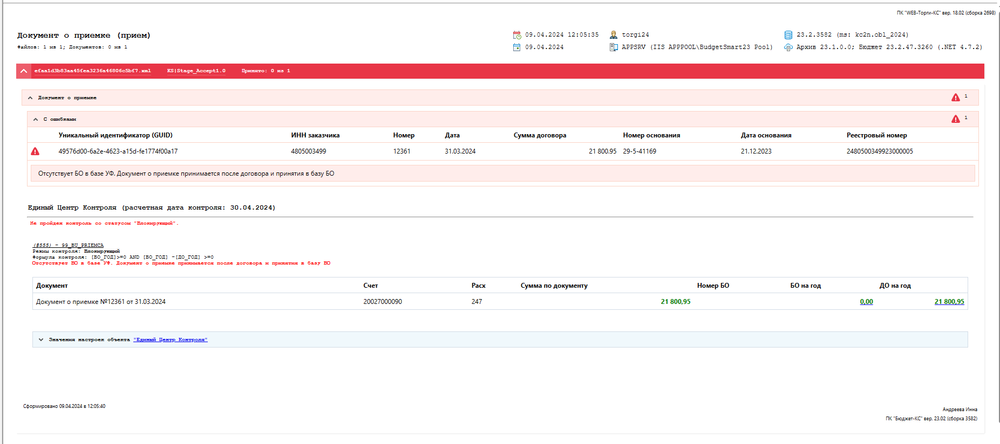 ПК "WEB-Торги-КС" вер. 18.02 (сборка 2698)
Документ о приемке (прием)
Файлов: 1 из 1; Документов: 0 из 1
09.04.2024 12:05:35 torgi24 23.2.3582 (ms: kc2n.obl_2024)
09.04.2024 APPSRV (IIS APPPOOL\BudgetSmart23 Pool) Архив 23.1.0.0; Бюджет 23.2.47.3260 (.NET 4.7.2)
efaa1d3b83aa45fea3236a46806c5bf7.xml KS|Stage_Accept1.0 Принято: 0 из 1
Документ о приемке 1
С ошибками 1
Уникальный идентификатор (GUID) ИНН заказчика Номер Дата Сумма договора Номер основания Дата основания Реестровый номер
49576d00-6a2e-4623-a15d-fe1774f00a17 4805003499 12361 31.03.2024 21 800.95 29-5-41169 21.12.2023 2480500349923000005
Отсутствует БО в базе УФ. Документ о приемке принимается после договора и принятия в базу БО
Единый Центр Контроля (расчетная дата контроля: 30.04.2024)
Не пройден контроль со статусом "Блокирующий".
(#555) - 99_BU_PRIEMCA
Режим контроля: Блокирующий
Формула контроля: [БО_ГОД]>=0 AND [БО_ГОД] -[ДО_ГОД] >=0
Отсутствует БО в базе УФ. Документ о приемке принимается после договора и принятия в базу БО
Документ Счет Расх Сумма по документу Номер БО БО на год ДО на год
Документ о приемке №12361 от 31.03.2024 20027000090 247 21 800,95 0,00 21 800,95
Значения настроек объекта "Единый Центр Контроля"
Сформировано 09.04.2024 в 12:05:40
Андреева Инна
ПК "Бюджет-КС" вер. 23.02 (сборка 3582)